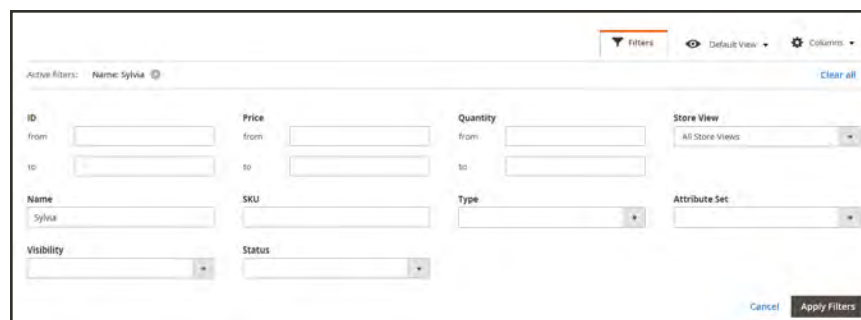 Filters Default View Columns
Active filters: Name: Sylvia Clear all
ID Price Quantity Store View
from from from All Store Views
to to to
Name SKU Type Attribute Set
Sylvia
Visibility Status
Cancel Apply Filters